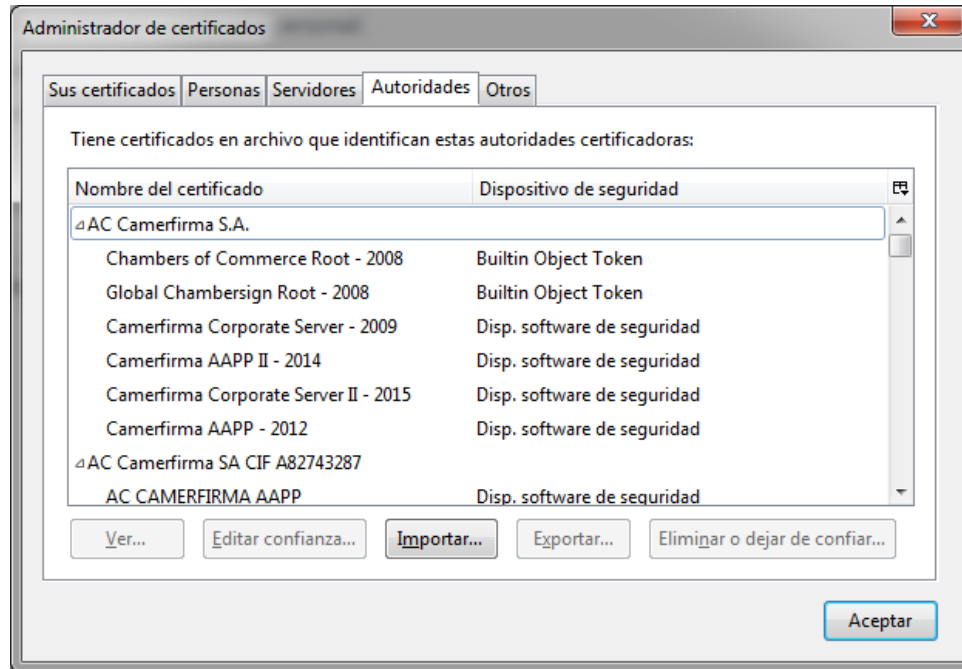 Administrador de certificados
Sus certificados Personas Servidores Autoridades Otros
Tiene certificados en archivo que identifican estas autoridades certificadoras:
Nombre del certificado Dispositivo de seguridad
AC Camerfirma S.A.
Chambers of Commerce Root - 2008 Builtin Object Token
Global Chambersign Root - 2008 Builtin Object Token
Camerfirma Corporate Server - 2009 Disp. software de seguridad
Camerfirma AAPP II - 2014 Disp. software de seguridad
Camerfirma Corporate Server II - 2015 Disp. software de seguridad
Camerfirma AAPP - 2012 Disp. software de seguridad
AC Camerfirma SA CIF A82743287
AC CAMERFIRMA AAPP Disp. software de seguridad
Ver... Editar confianza... Importar... Exportar... Eliminar o dejar de confiar...
Aceptar